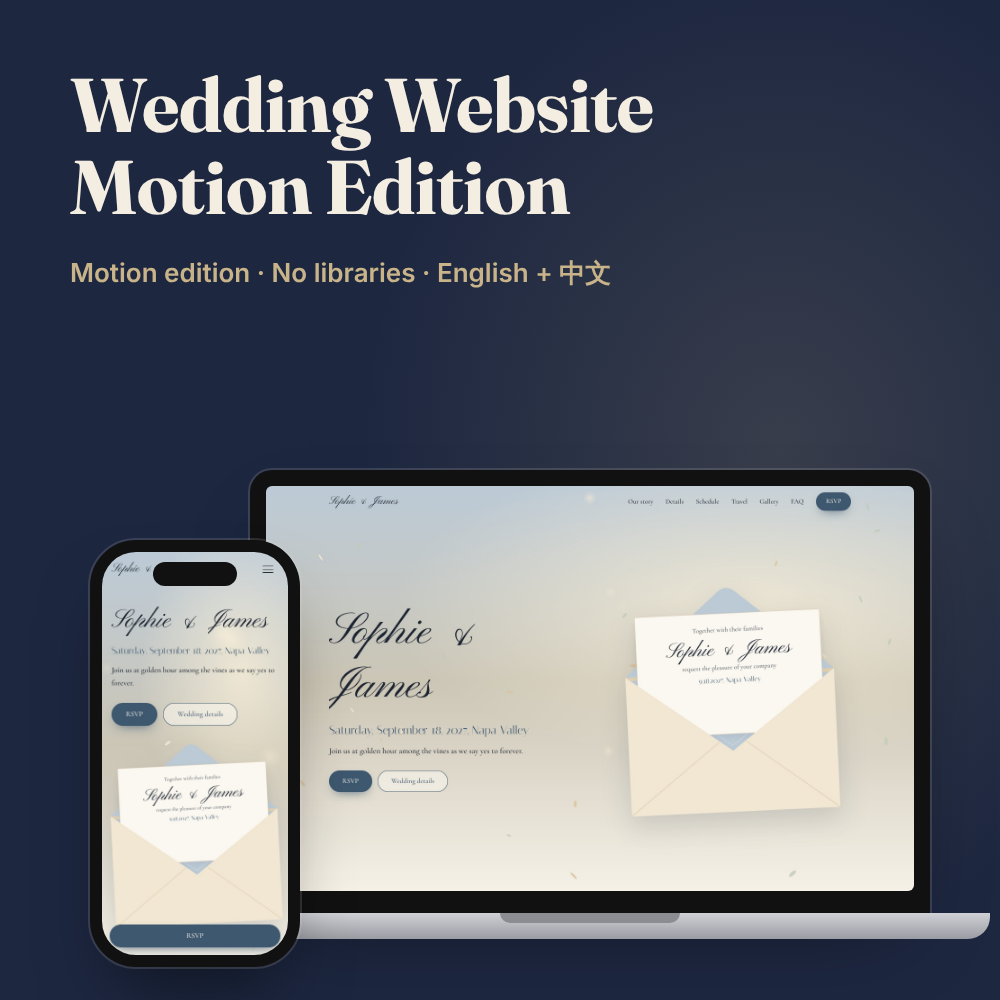 Wedding Website
Motion Edition
Motion edition · No libraries · English + 中文
Sophie & James
Our story Details Schedule Travel Gallery FAQ RSVP
Sophie &
James
Saturday, September 18, 2027, Napa Valley
Join us at golden hour among the vines as we say yes to forever.
RSVP Wedding details
Together with their families
Sophie & James
request the pleasure of your company
Napa Valley
Sophie &
Sophie & James
Saturday, September 18, 2027, Napa Valley
Join us at golden hour among the vines as we say yes to
forever.
RSVP Wedding details
Together with their families
Sophie & James
request the pleasure of your company
Napa Valley
RSVP